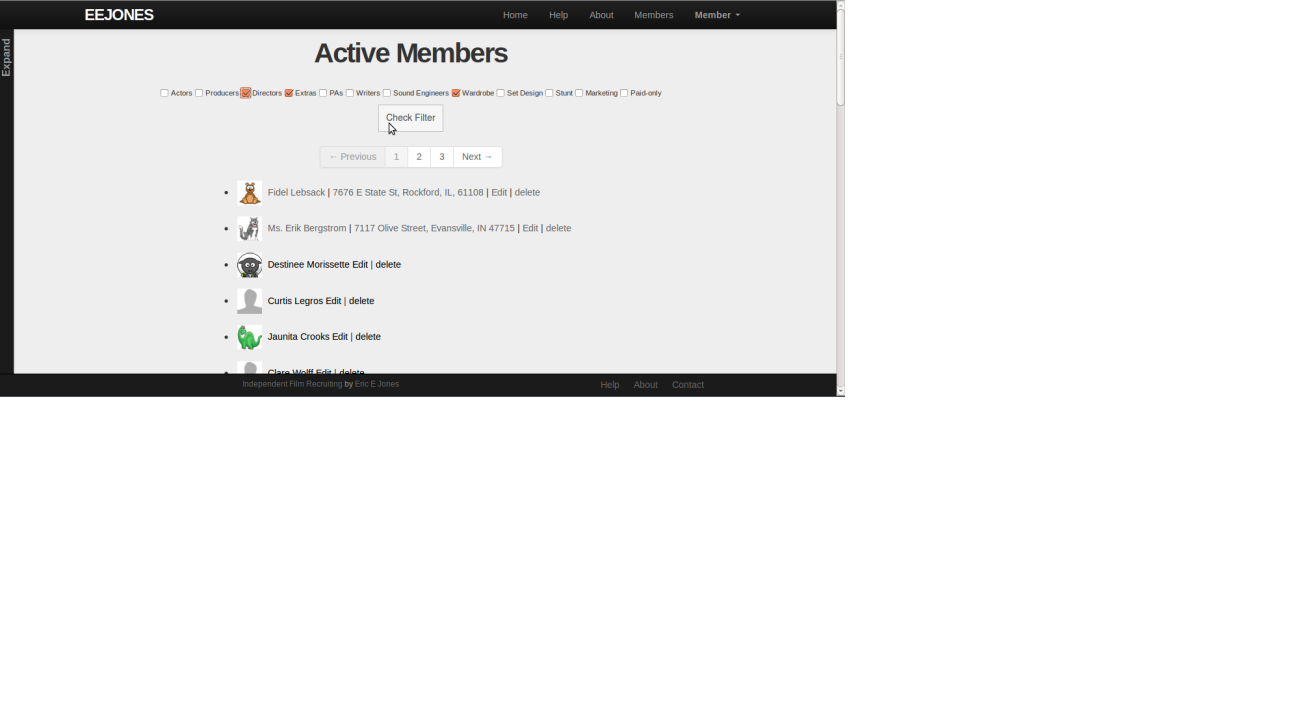 EEJONES Home Help About Members Member
Expand
Active Members
Actors Producers Directors Extras PAs Writers Sound Engineers Wardrobe Set Design Stunt Marketing Paid-only
Check Filter
← Previous 1 2 3 Next →
Fidel Lebsack | 7676 E State St, Rockford, IL, 61108 | Edit | delete
Ms. Erik Bergstrom | 7117 Olive Street, Evansville, IN 47715 | Edit | delete
Destinee Morissette Edit | delete
Curtis Legros Edit | delete
Jaunita Crooks Edit | delete
Clare Wolff Edit | delete
Independent Film Recruiting by Eric E Jones Help About Contact